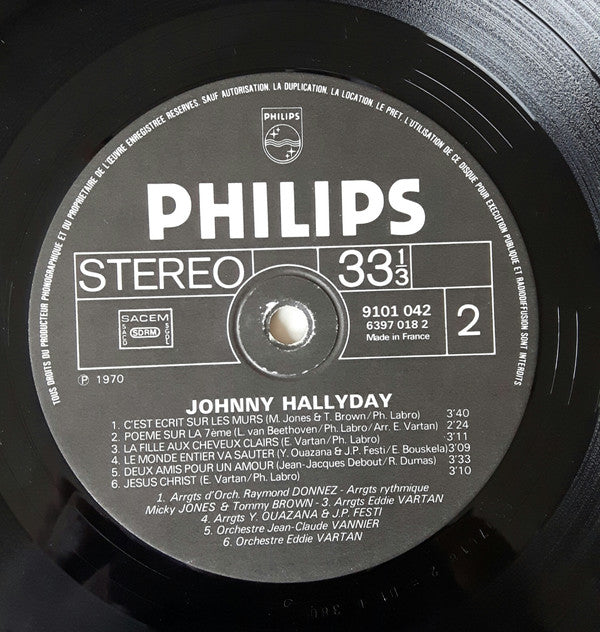 TOUS DROITS DU PRODUCTEUR PHONOGRAPHIQUE ET DU PROPRIETAIRE DE L'ŒUVRE ENREGISTREE RESERVES. SAUF AUTORISATION. LA DUPLICATION. LA LOCATION. LE PRET. L'UTILISATION DE CE DISQUE POUR EXECUTION PUBLIQUE ET RADIODIFFUSION SONT INTERDITS
PHILIPS
PHILIPS
STEREO 33 1/3
9101 042
6397 018 2
Made in France
2
SACEM
SDRM
℗ 1970
JOHNNY HALLYDAY
1. C'EST ECRIT SUR LES MURS (M. Jones & T. Brown/Ph. Labro) 3'40
2. POEME SUR LA 7ème (L. van Beethoven/Ph. Labro/Arr. E. Vartan) 2'24
3. LA FILLE AUX CHEVEUX CLAIRS (E. Vartan/Ph. Labro) 3'11
4. LE MONDE ENTIER VA SAUTER (Y. Ouazana & J.P. Festi/E. Bouskela) 3'09
5. DEUX AMIS POUR UN AMOUR (Jean-Jacques Debout/R. Dumas) 3'33
6. JESUS CHRIST (E. Vartan/Ph. Labro) 3'10
1. Arrgts d'Orch. Raymond DONNEZ - Arrgts rythmique
Micky JONES & Tommy BROWN - 3. Arrgts Eddie VARTAN
4. Arrgts Y. OUAZANA & J.P. FESTI
5. Orchestre Jean-Claude VANNIER
6. Orchestre Eddie VARTAN